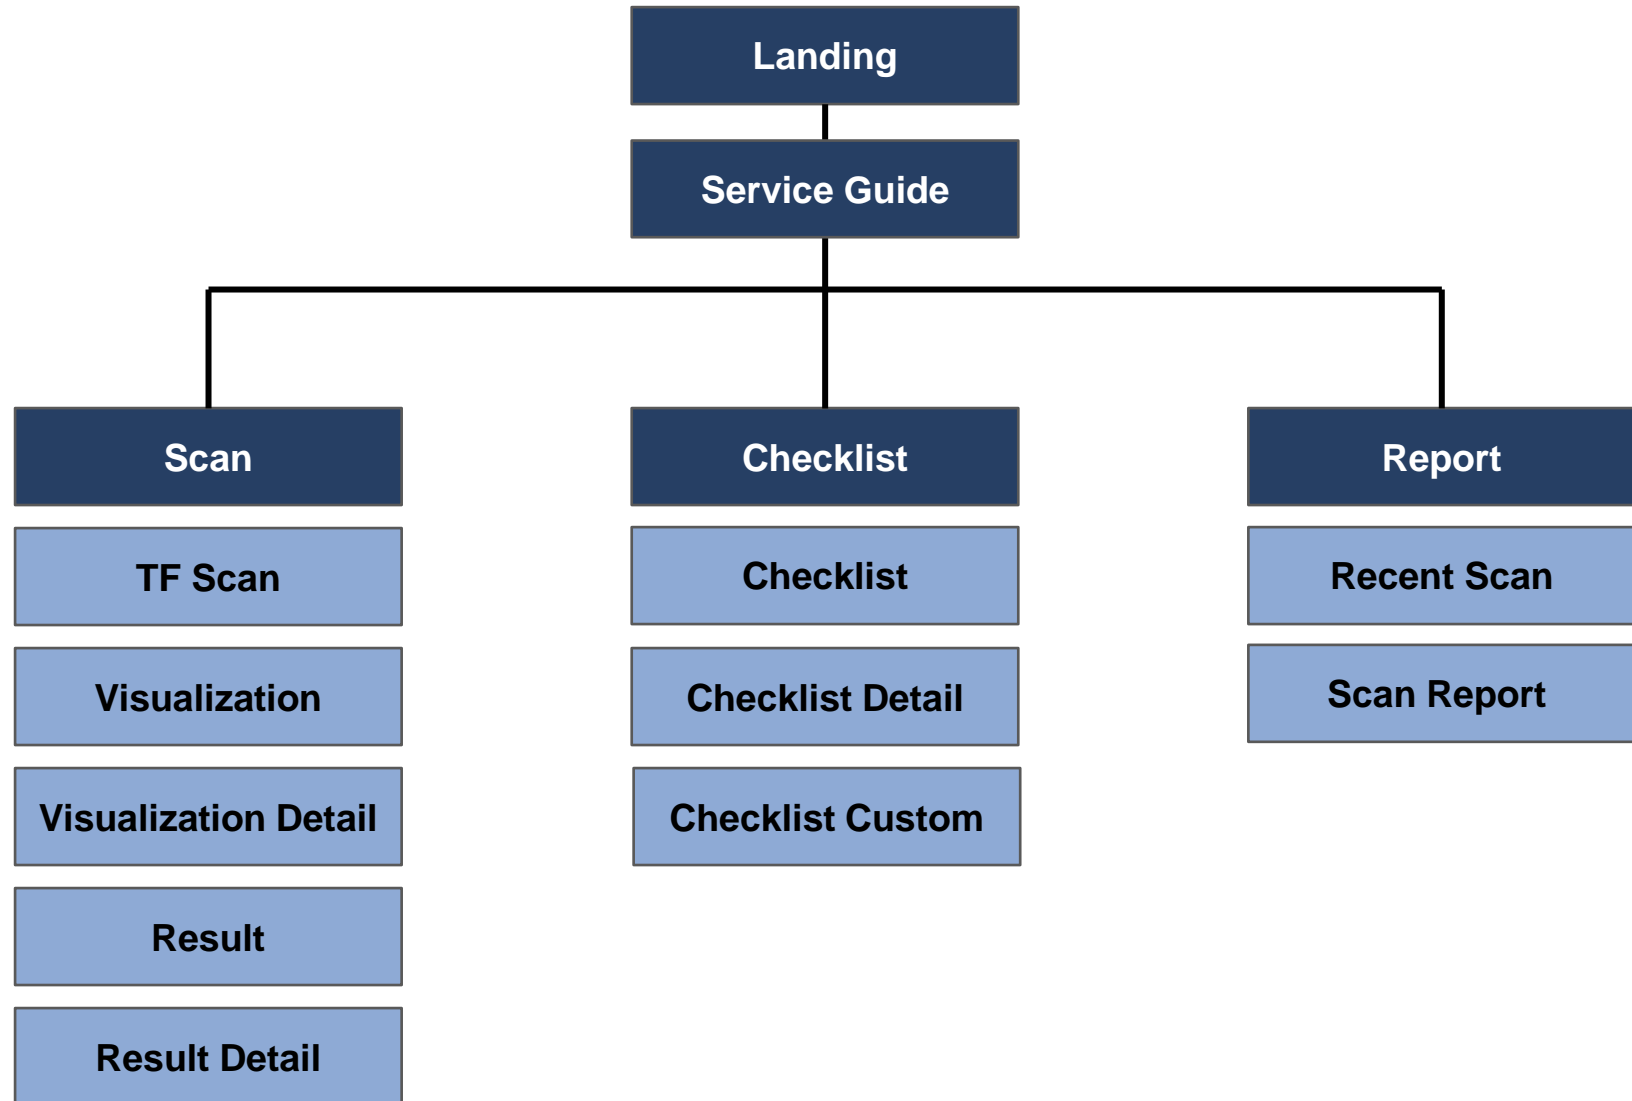 Landing
Service Guide
Scan
Checklist
Report
TF Scan
Checklist
Recent Scan
Visualization
Checklist Detail
Scan Report
Visualization Detail
Checklist Custom
Result
Result Detail